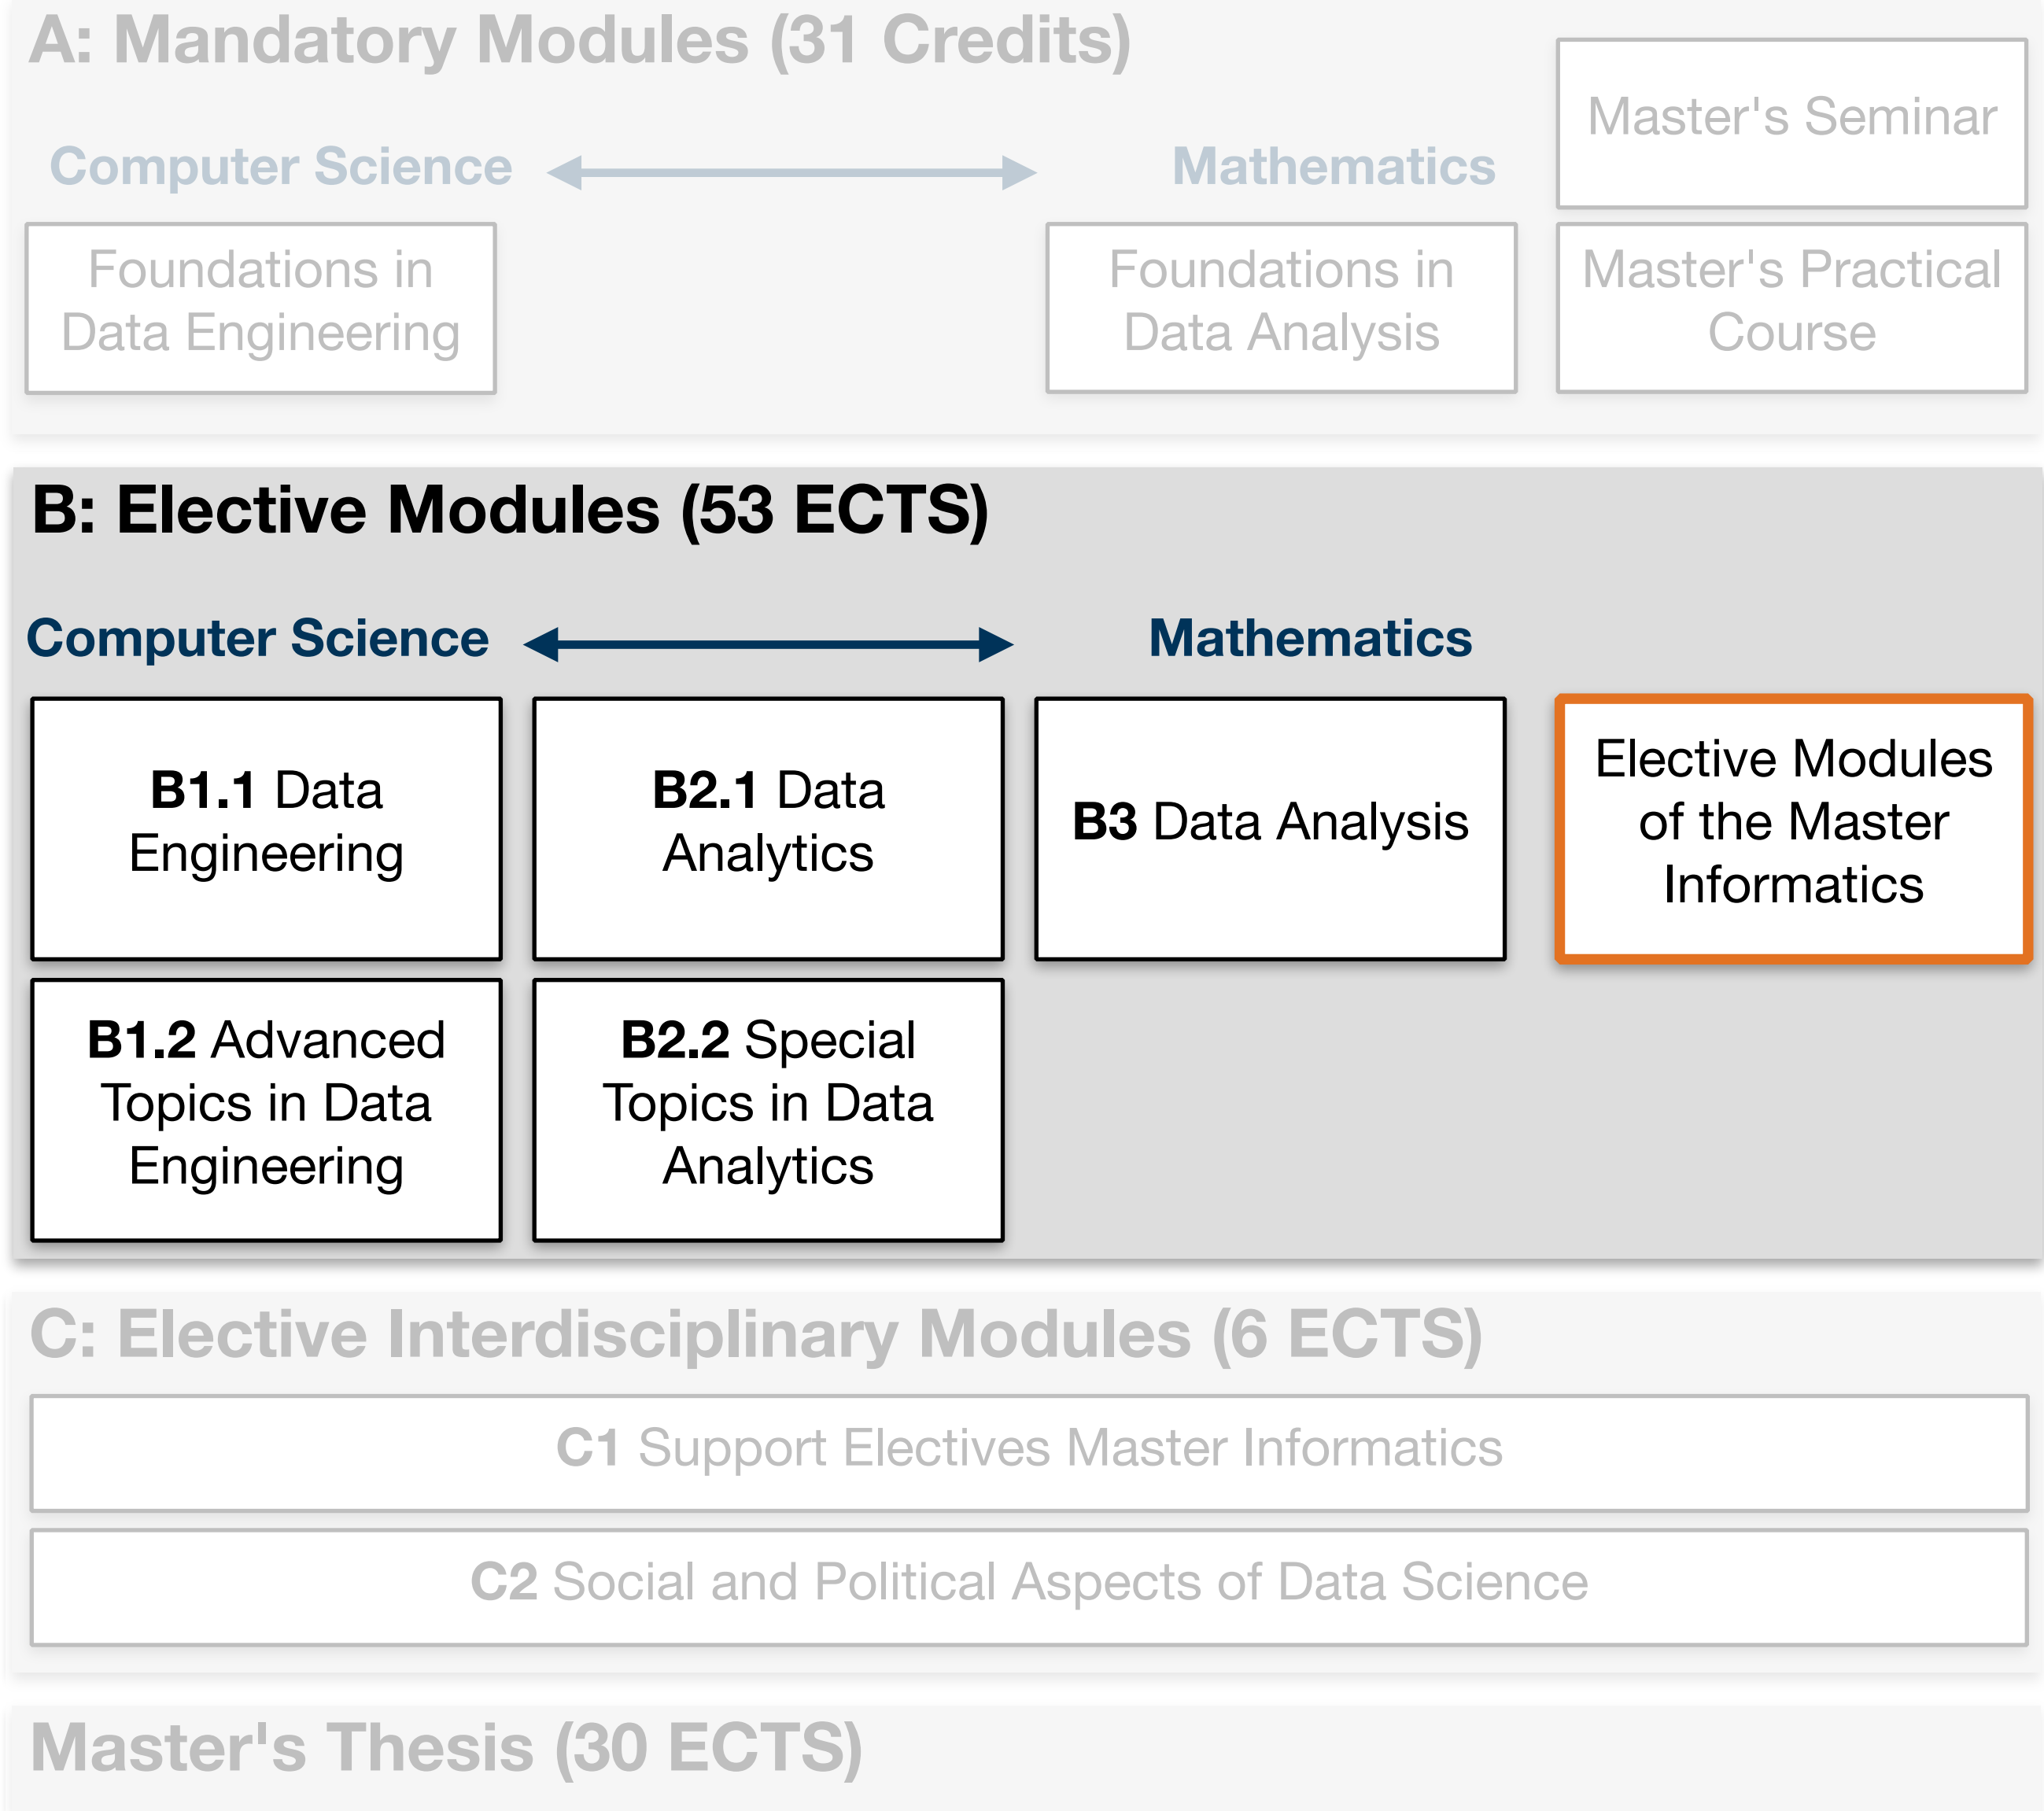 A: Mandatory Modules (31 Credits)
Master's Seminar
Computer Science
Mathematics
Foundations in
Data Engineering
Foundations in
Data Analysis
Master's Practical
Course
B: Elective Modules (53 ECTS)
Computer Science
Mathematics
B1.1 Data
Engineering
B2.1 Data
Analytics
B3 Data Analysis
Elective Modules
of the Master
Informatics
B1.2 Advanced
Topics in Data
Engineering
B2.2 Special
Topics in Data
Analytics
C: Elective Interdisciplinary Modules (6 ECTS)
C1 Support Electives Master Informatics
C2 Social and Political Aspects of Data Science
Master's Thesis (30 ECTS)